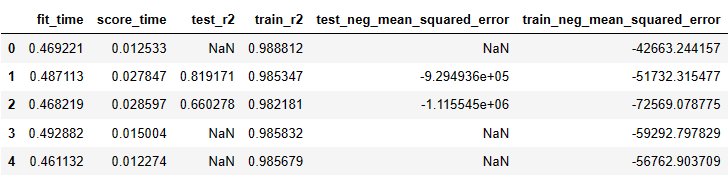 fit_time score_time test_r2 train_r2 test_neg_mean_squared_error train_neg_mean_squared_error
0 0.469221 0.012533 NaN 0.988812 NaN -42663.244157
1 0.487113 0.027847 0.819171 0.985347 -9.294936e+05 -51732.315477
2 0.468219 0.028597 0.660278 0.982181 -1.115545e+06 -72569.078775
3 0.492882 0.015004 NaN 0.985832 NaN -59292.797829
4 0.461132 0.012274 NaN 0.985679 NaN -56762.903709